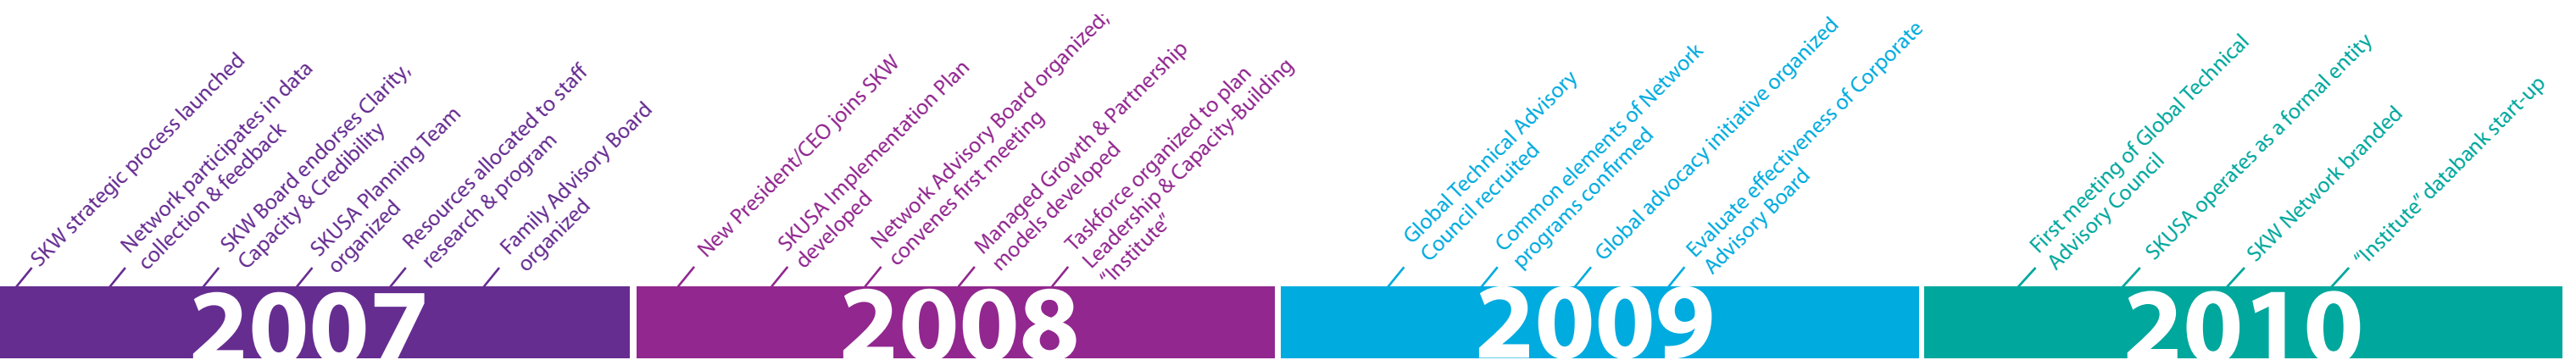 SKW strategic process launched
Network participates in data
collection & feedback
SKW Board endorses Clarity,
Capacity & Credibility
SKUSA Planning Team
organized
Resources allocated to staff
research & program
Family Advisory Board
organized
2007
New President/CEO joins SKW
SKUSA Implementation Plan
developed
Network Advisory Board organized;
convenes first meeting
Managed Growth & Partnership
models developed
Taskforce organized to plan
Leadership & Capacity-Building
“Institute”
2008
Global Technical Advisory
Council recruited
Common elements of Network
programs confirmed
Global advocacy initiative organized
Evaluate effectiveness of Corporate
Advisory Board
2009
First meeting of Global Technical
Advisory Council
SKUSA operates as a formal entity
SKW Network branded
“Institute” databank start-up
2010